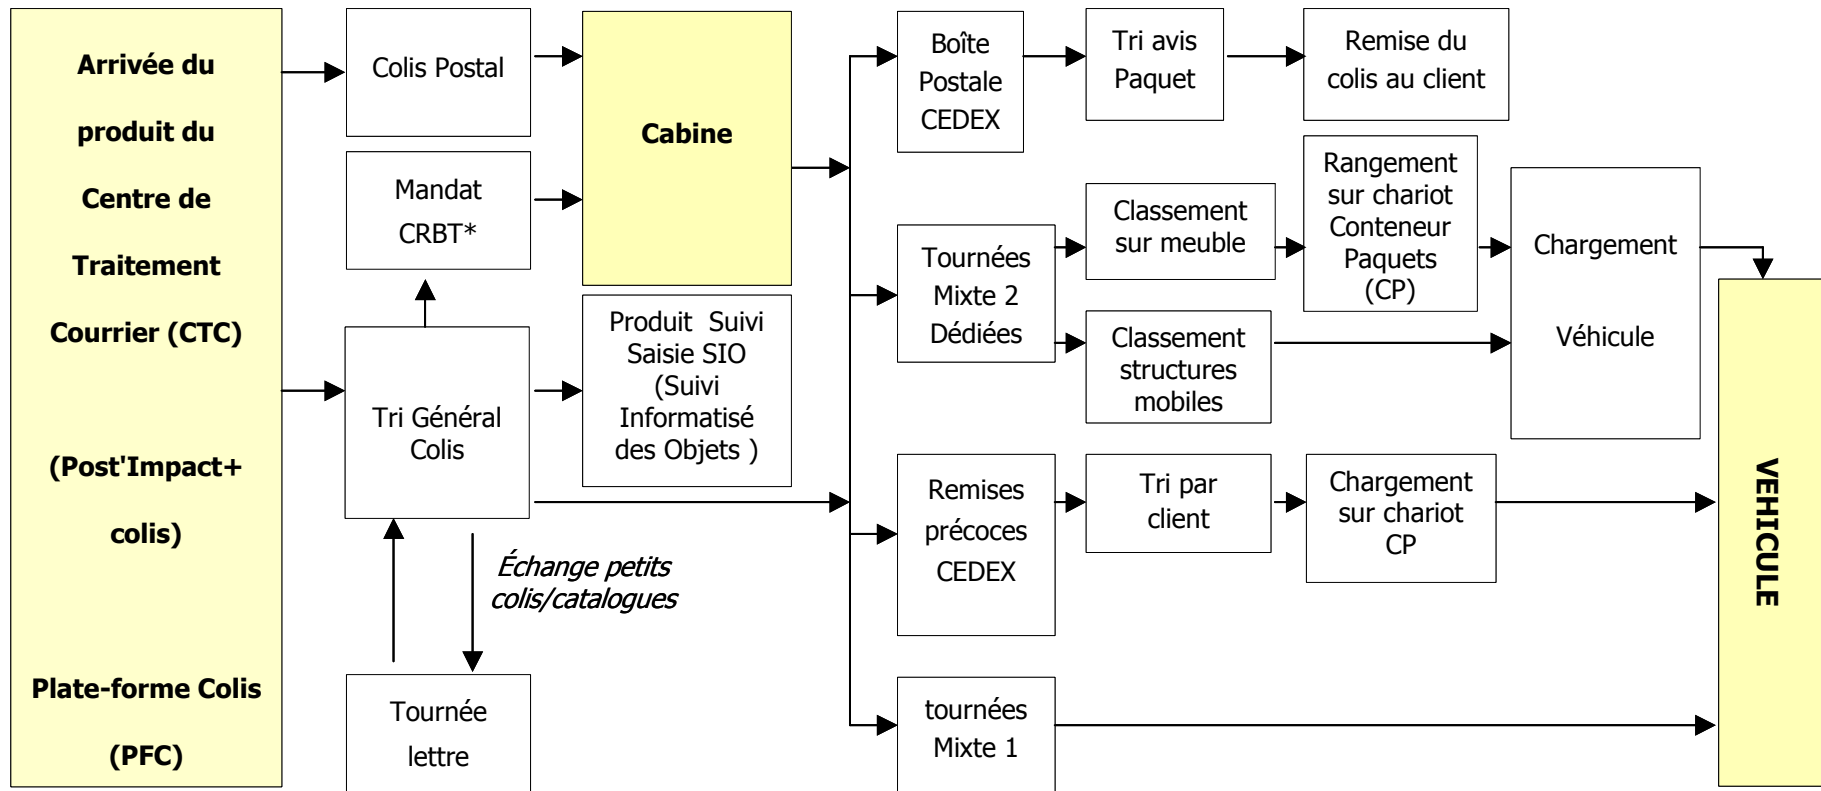 Arrivée du
produit du
Centre de
Traitement
Courrier (CTC)
(Post'Impact+
colis)
Plate-forme Colis
(PFC)
Colis Postal
Mandat
CRBT*
Tri Général
Colis
Échange petits
colis/catalogues
Tournée
lettre
Cabine
Produit Suivi
Saisie SIO
(Suivi
Informatisé
des Objets )
Boîte
Postale
CEDEX
Tri avis
Paquet
Remise du
colis au client
Tournées
Mixte 2
Dédiées
Classement
sur meuble
Rangement
sur chariot
Conteneur
Paquets
(CP)
Classement
structures
mobiles
Chargement
Véhicule
Remises
précoces
CEDEX
Tri par
client
Chargement
sur chariot
CP
tournées
Mixte 1
VEHICULE